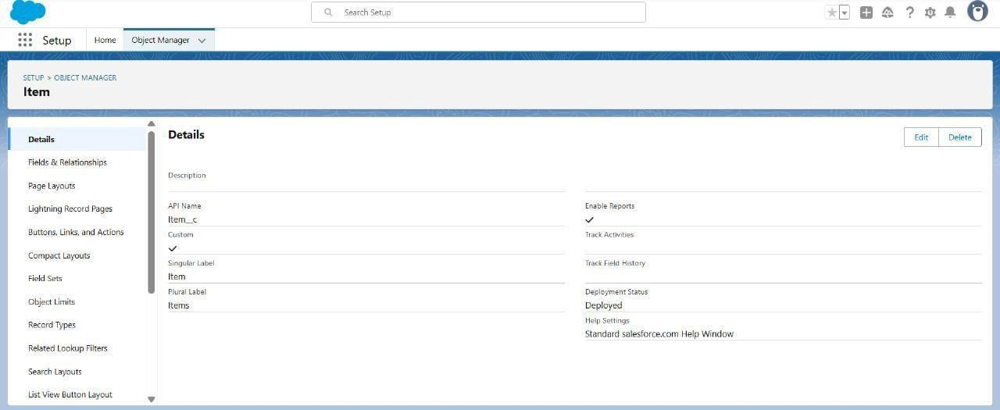 Search Setup
Setup
Home
Object Manager
SETUP > OBJECT MANAGER
Item
Details
Fields & Relationships
Page Layouts
Lightning Record Pages
Buttons, Links, and Actions
Compact Layouts
Field Sets
Object Limits
Record Types
Related Lookup Filters
Search Layouts
List View Button Layout
Details
Edit
Delete
Description
API Name
Item__c
Custom
Singular Label
Item
Plural Label
Items
Enable Reports
Track Activities
Track Field History
Deployment Status
Deployed
Help Settings
Standard salesforce.com Help Window